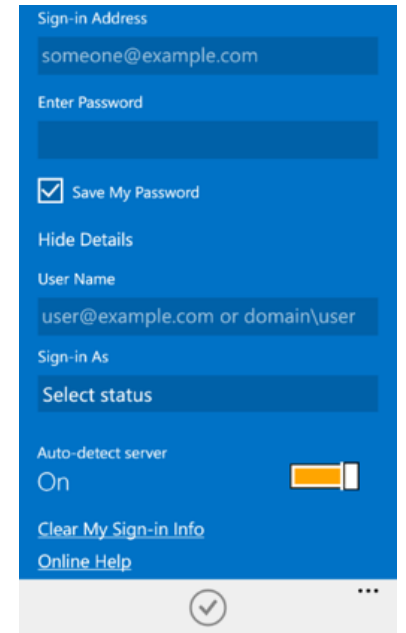 Sign-in Address
someone@example.com
Enter Password
Save My Password
Hide Details
User Name
user@example.com or domain\user
Sign-in As
Select status
Auto-detect server
On
Clear My Sign-in Info
Online Help